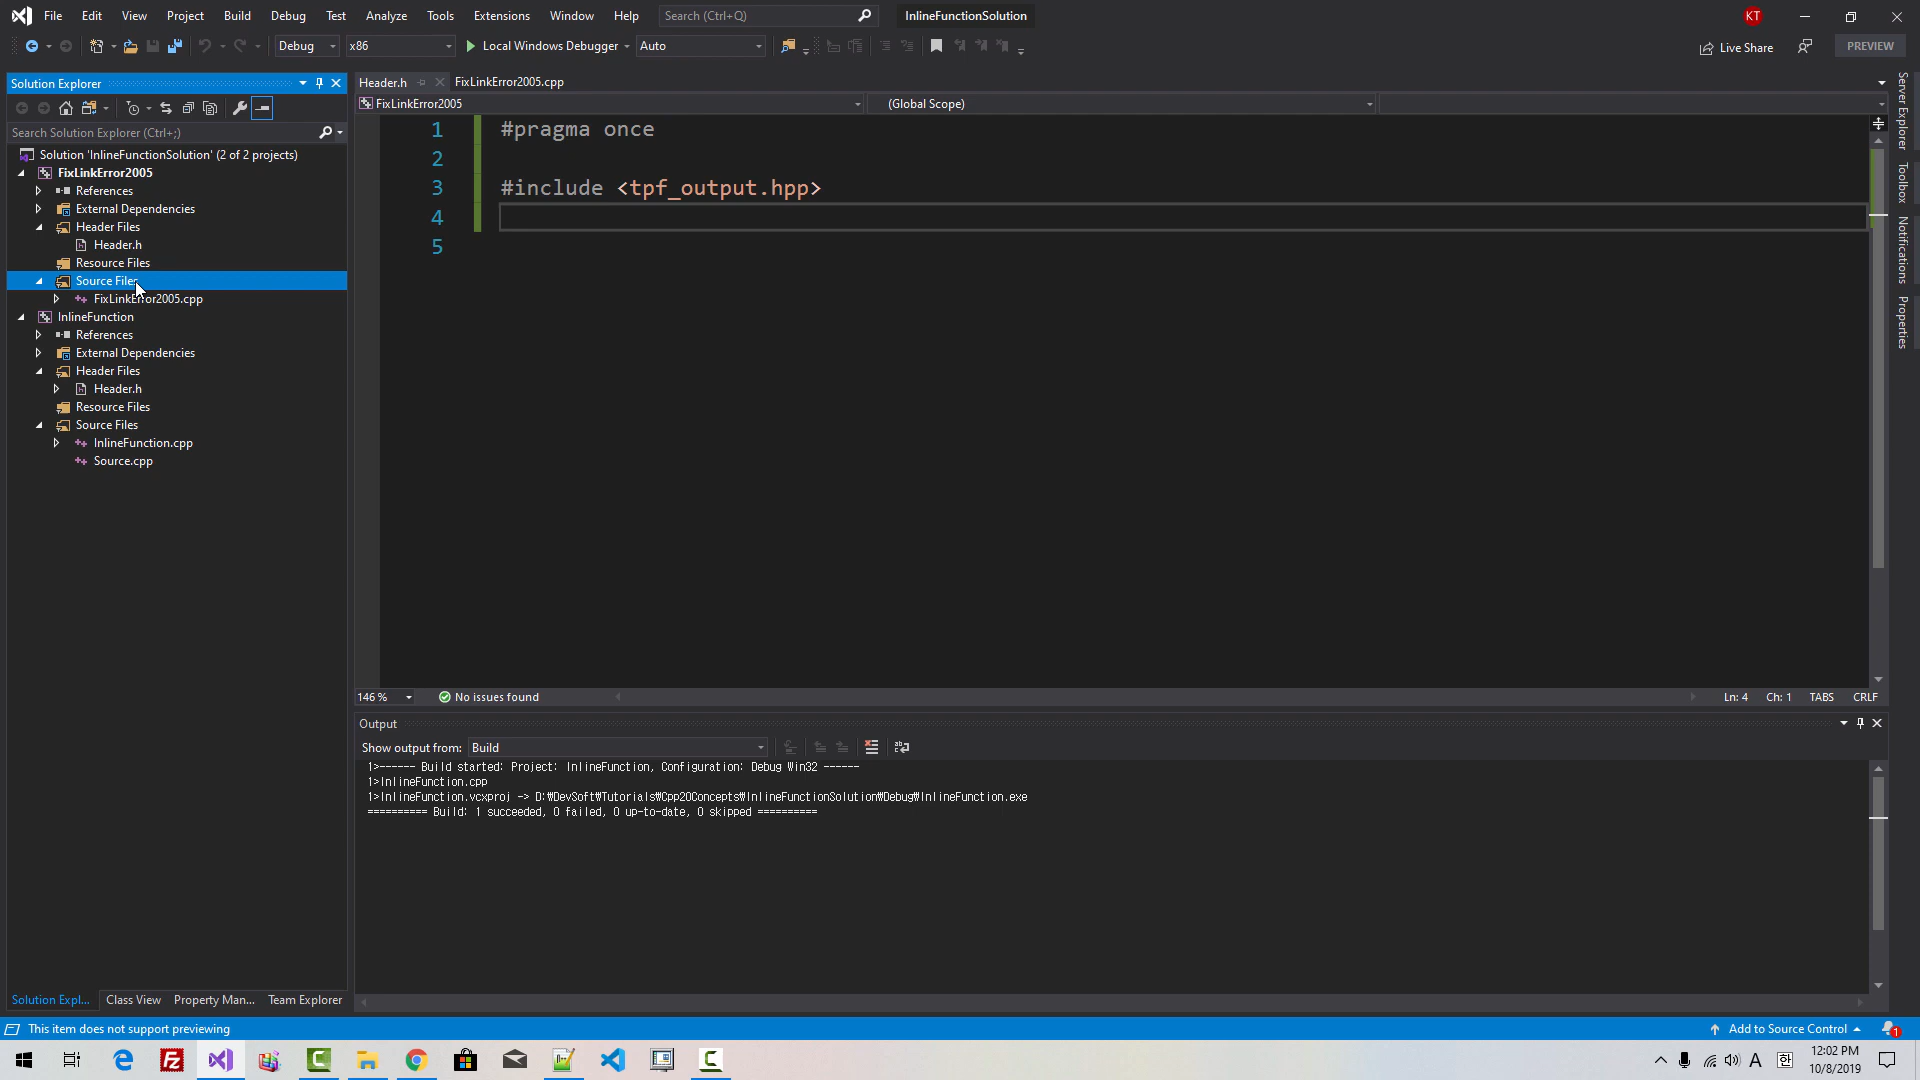 File Edit View Project Build Debug Test Analyze Tools Extensions Window Help Search (Ctrl+Q) InlineFunctionSolution KT
Debug x86 Local Windows Debugger Auto Live Share PREVIEW
Solution Explorer
Search Solution Explorer (Ctrl+;)
Solution 'InlineFunctionSolution' (2 of 2 projects)
FixLinkError2005
References
External Dependencies
Header Files
Header.h
Resource Files
Source Files
FixLinkError2005.cpp
InlineFunction
References
External Dependencies
Header Files
Header.h
Resource Files
Source Files
InlineFunction.cpp
Source.cpp
Solution Expl... Class View Property Man... Team Explorer
Header.h FixLinkError2005.cpp
FixLinkError2005 (Global Scope)
1 #pragma once
2
3 #include <tpf_output.hpp>
4
5
146 % No issues found Ln: 4 Ch: 1 TABS CRLF
Output
Show output from: Build
1>------ Build started: Project: InlineFunction, Configuration: Debug Win32 ------
1>InlineFunction.cpp
1>InlineFunction.vcxproj -> D:₩DevSoft₩Tutorials₩Cpp20Concepts₩InlineFunctionSolution₩Debug₩InlineFunction.exe
========== Build: 1 succeeded, 0 failed, 0 up-to-date, 0 skipped ==========
Server Explorer
Toolbox
Notifications
Properties
This item does not support previewing Add to Source Control 1
A 한 12:02 PM
10/8/2019